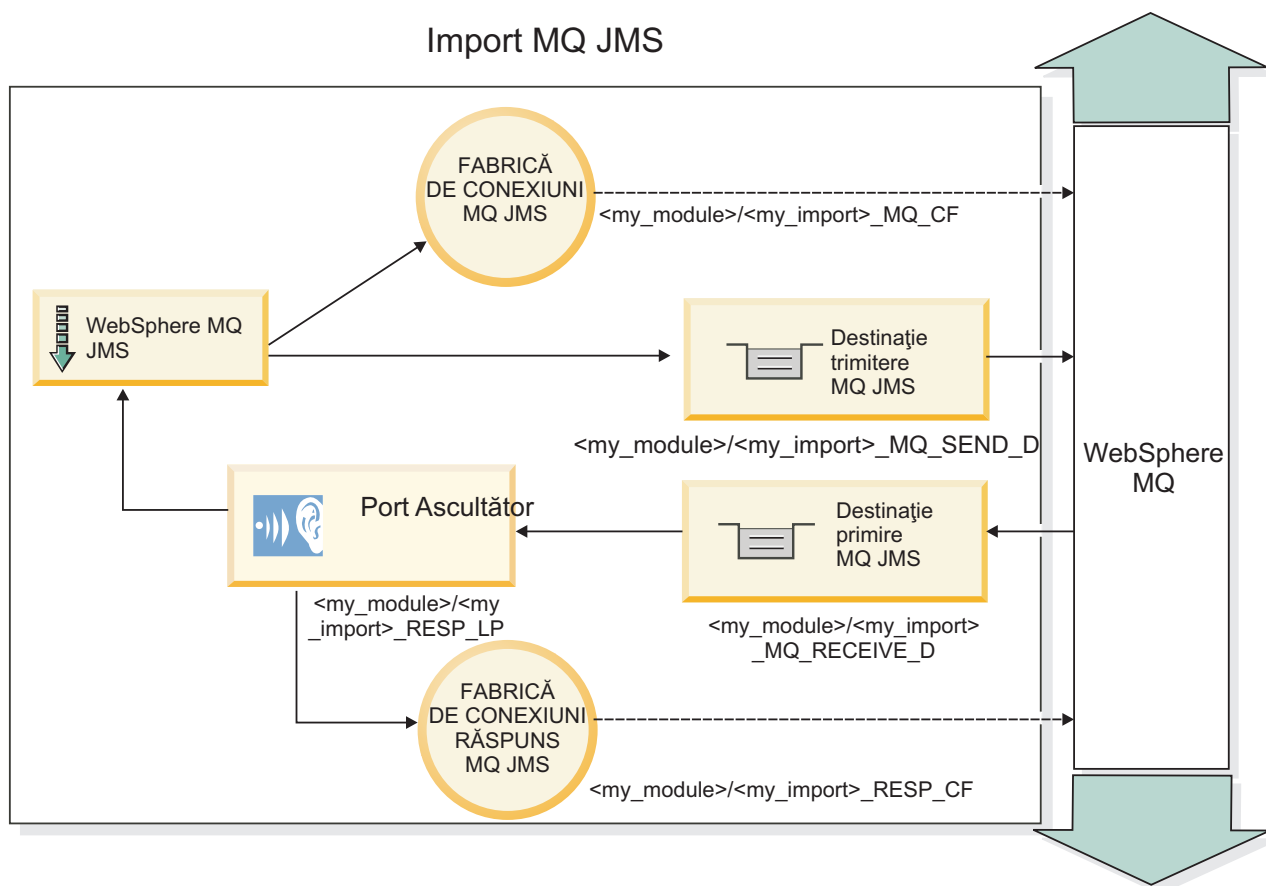 Import MQ JMS
FABRICĂ
DE CONEXIUNI
MQ JMS
<my_module>/<my_import>_MQ_CF
WebSphere MQ
JMS
Destinaţie
trimitere
MQ JMS
<my_module>/<my_import>_MQ_SEND_D
WebSphere
MQ
Port Ascultător
Destinaţie
primire
MQ JMS
<my_module>/<my
_import>_RESP_LP
<my_module>/<my_import>
_MQ_RECEIVE_D
FABRICĂ
DE CONEXIUNI
RĂSPUNS
MQ JMS
<my_module>/<my_import>_RESP_CF